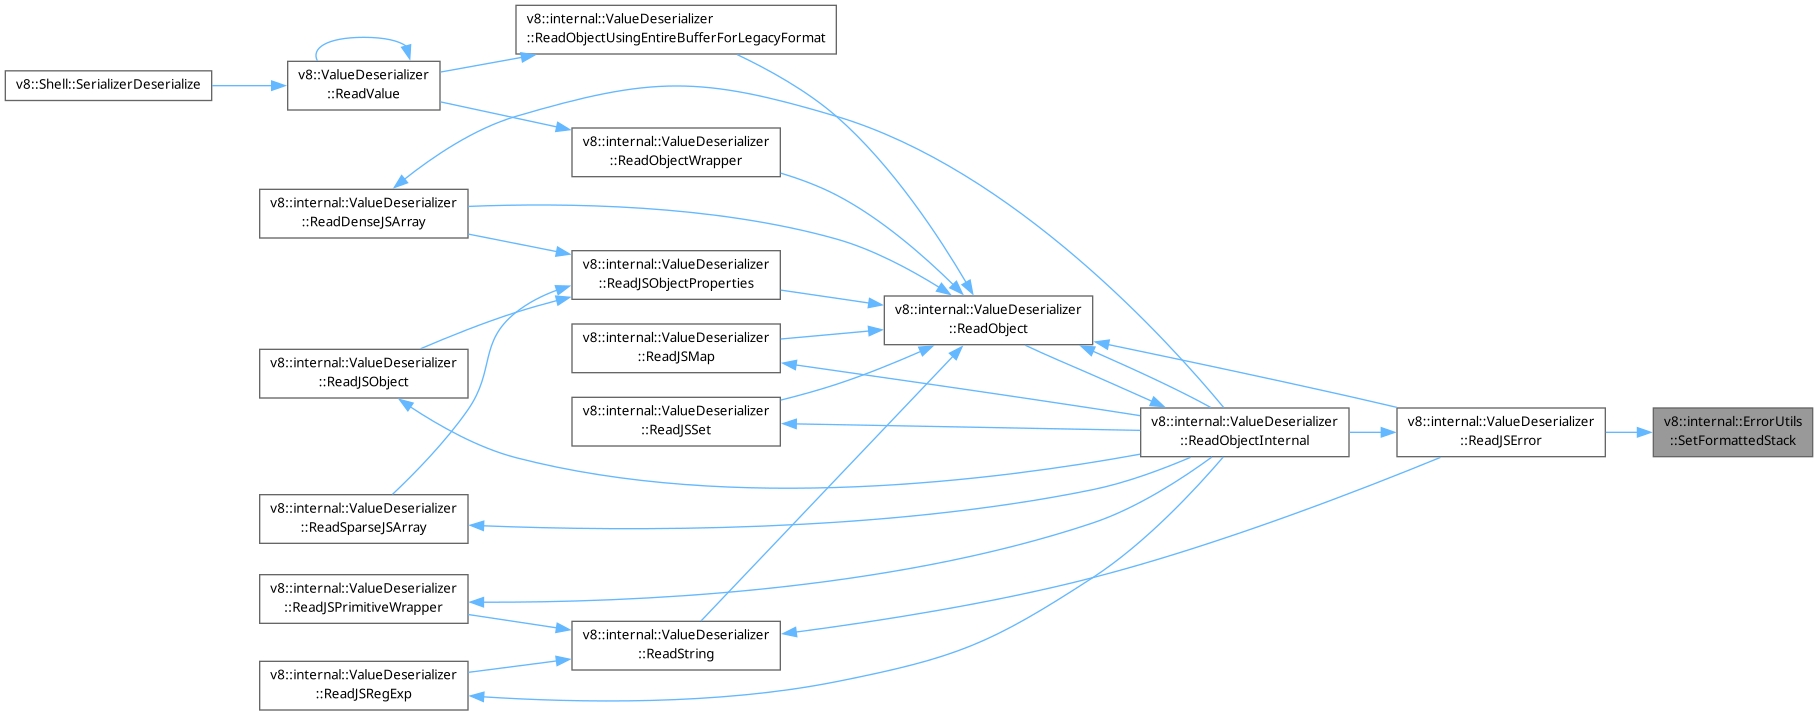 v8::internal::ValueDeserializer
::ReadObjectUsingEntireBufferForLegacyFormat
v8::Shell::SerializerDeserialize
v8::ValueDeserializer
::ReadValue
v8::internal::ValueDeserializer
::ReadObjectWrapper
v8::internal::ValueDeserializer
::ReadDenseJSArray
v8::internal::ValueDeserializer
::ReadJSObjectProperties
v8::internal::ValueDeserializer
::ReadObject
v8::internal::ValueDeserializer
::ReadJSMap
v8::internal::ValueDeserializer
::ReadJSObject
v8::internal::ValueDeserializer
::ReadJSSet
v8::internal::ValueDeserializer
::ReadObjectInternal
v8::internal::ValueDeserializer
::ReadJSError
v8::internal::ErrorUtils
::SetFormattedStack
v8::internal::ValueDeserializer
::ReadSparseJSArray
v8::internal::ValueDeserializer
::ReadJSPrimitiveWrapper
v8::internal::ValueDeserializer
::ReadString
v8::internal::ValueDeserializer
::ReadJSRegExp